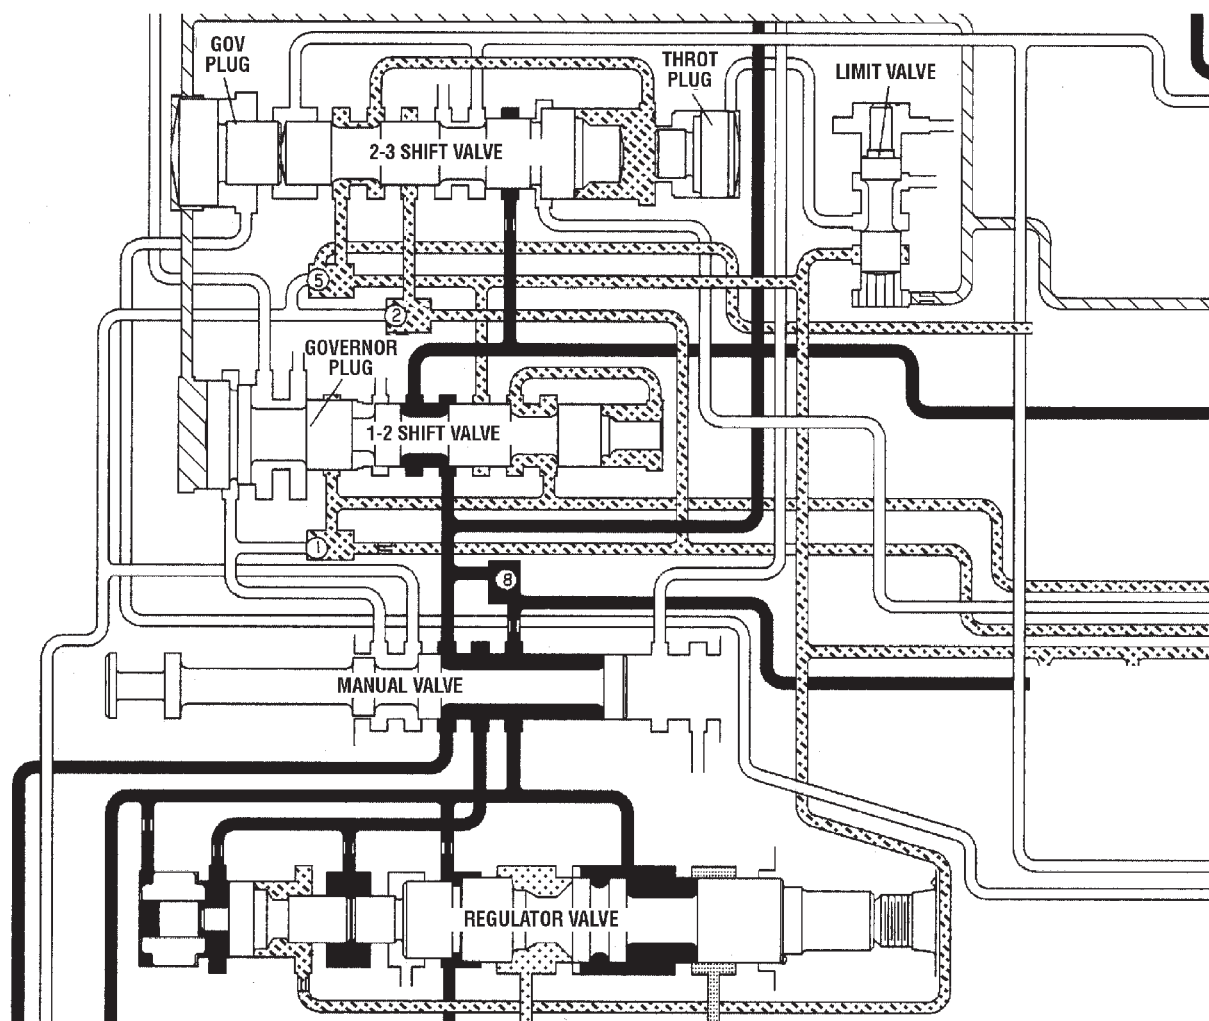 GOV
PLUG
THROT
PLUG
LIMIT VALVE
2-3 SHIFT VALVE
5
2
GOVERNOR
PLUG
1-2 SHIFT VALVE
1
8
MANUAL VALVE
REGULATOR VALVE